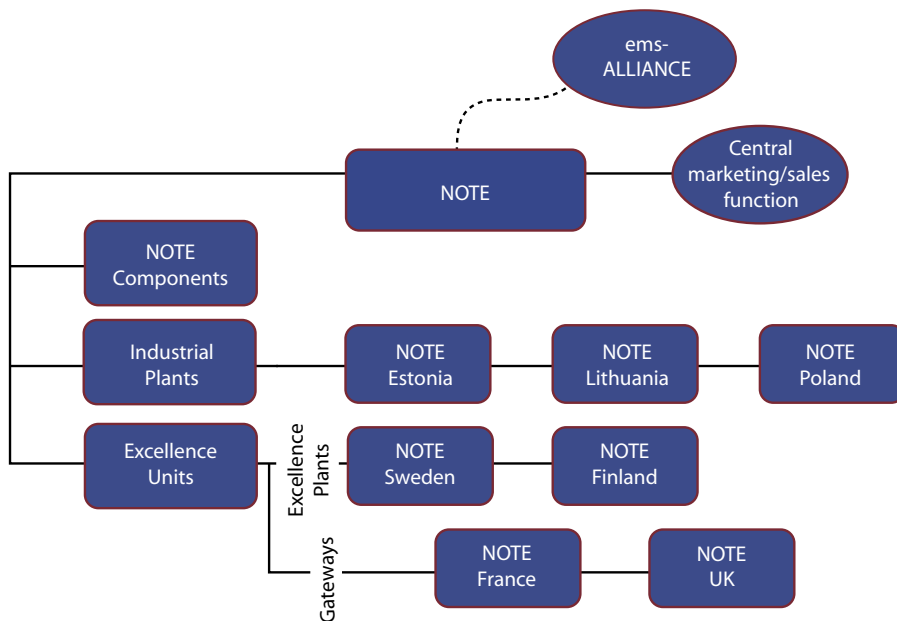 ems-
ALLIANCE
NOTE
Central
marketing/sales
function
NOTE
Components
Industrial
Plants
NOTE
Estonia
NOTE
Lithuania
NOTE
Poland
Excellence
Units
Excellence
Plants
NOTE
Sweden
NOTE
Finland
Gateways
NOTE
France
NOTE
UK